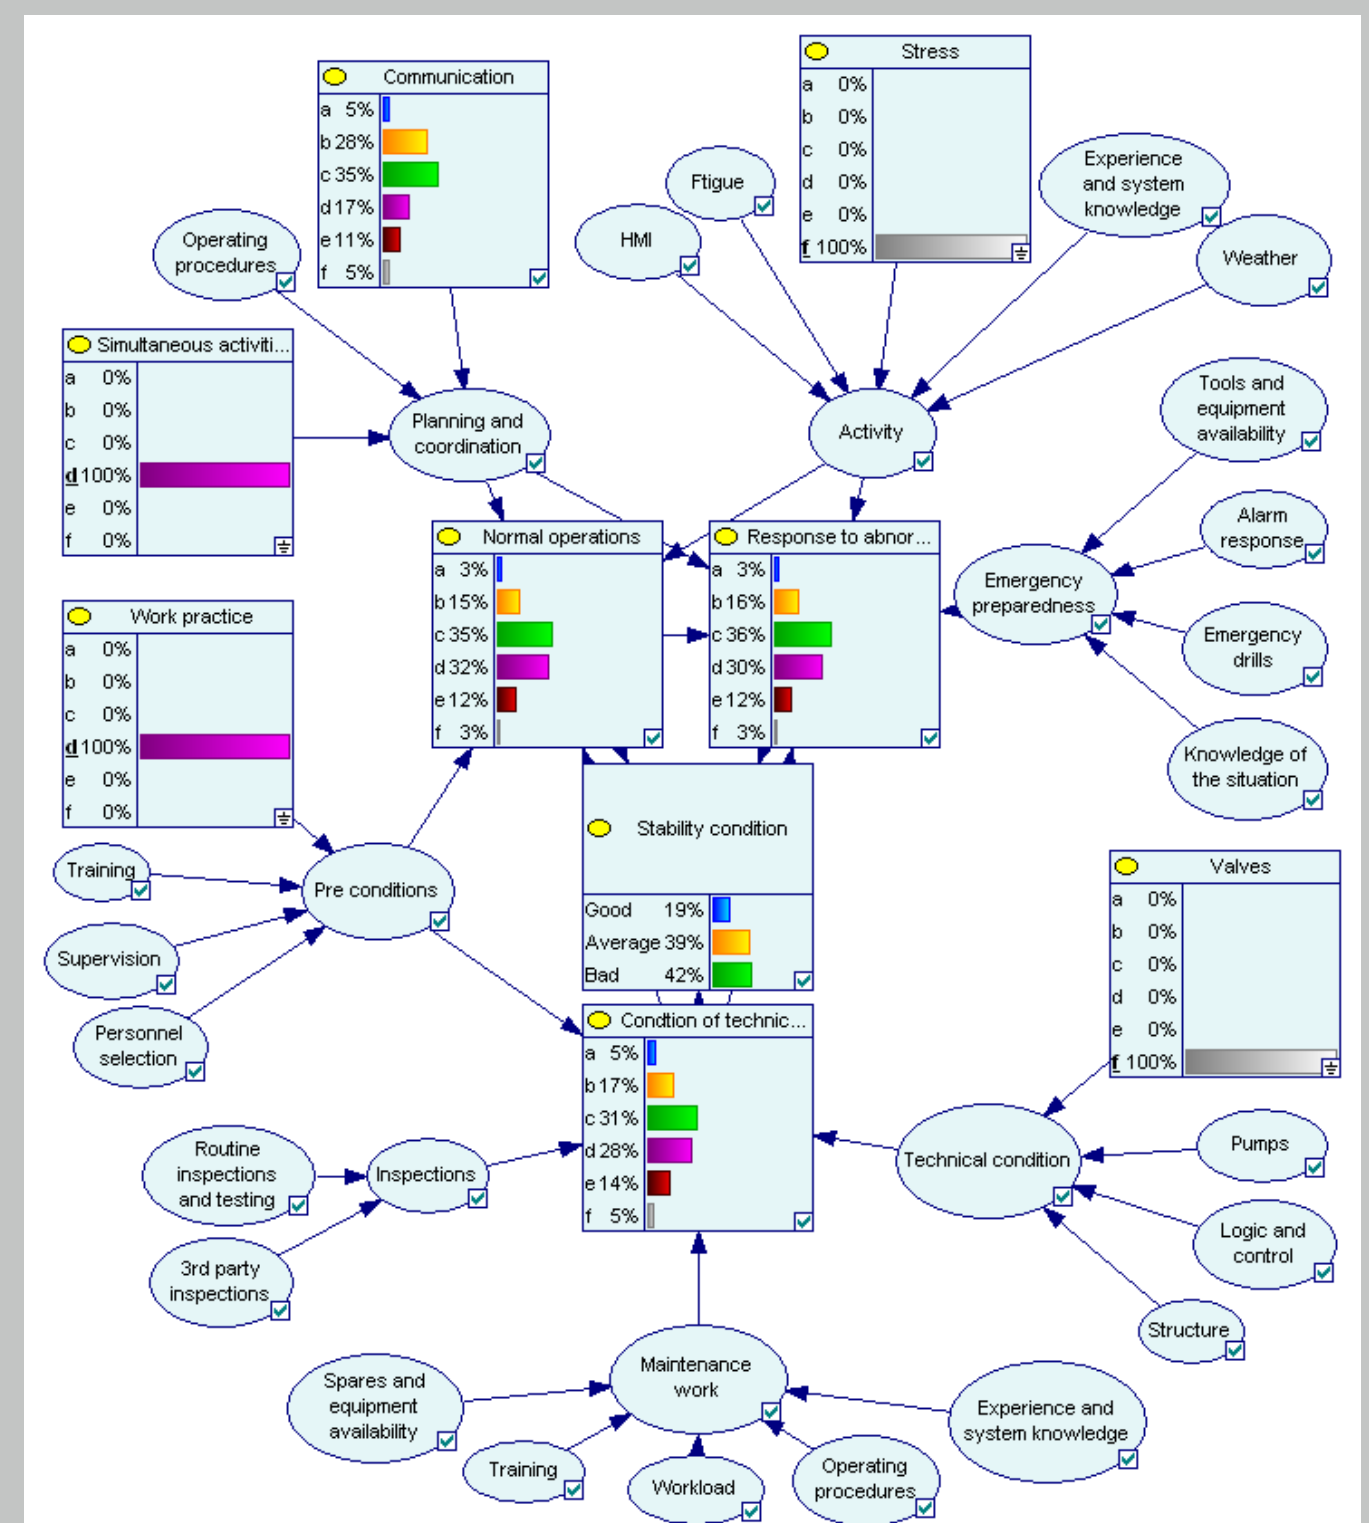 Stress
a 0%
b 0%
c 0%
d 0%
e 0%
f 100%
Communication
a 5%
b 28%
c 35%
d 17%
e 11%
f 5%
Experience
and system
knowledge
Ftigue
HMI
Operating
procedures
Weather
Simultaneous activiti...
a 0%
b 0%
c 0%
d 100%
e 0%
f 0%
Planning and
coordination
Activity
Tools and
equipment
availability
Alarm
response
Normal operations
a 3%
b 15%
c 35%
d 32%
e 12%
f 3%
Response to abnor...
a 3%
b 16%
c 36%
d 30%
e 12%
f 3%
Emergency
preparedness
Emergency
drills
Knowledge of
the situation
Work practice
a 0%
b 0%
c 0%
d 100%
e 0%
f 0%
Stability condition
Good 19%
Average 39%
Bad 42%
Training
Pre conditions
Supervision
Personnel
selection
Valves
a 0%
b 0%
c 0%
d 0%
e 0%
f 100%
Condtion of technic...
a 5%
b 17%
c 31%
d 28%
e 14%
f 5%
Routine
inspections
and testing
Inspections
3rd party
inspections
Technical condition
Pumps
Logic and
control
Structure
Maintenance
work
Spares and
equipment
availability
Training
Workload
Operating
procedures
Experience and
system knowledge